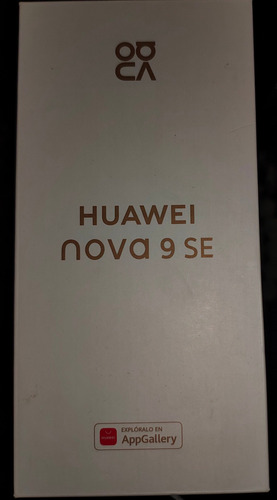 HUAWEI
nova 9 SE
EXPLÓRALO EN
AppGallery